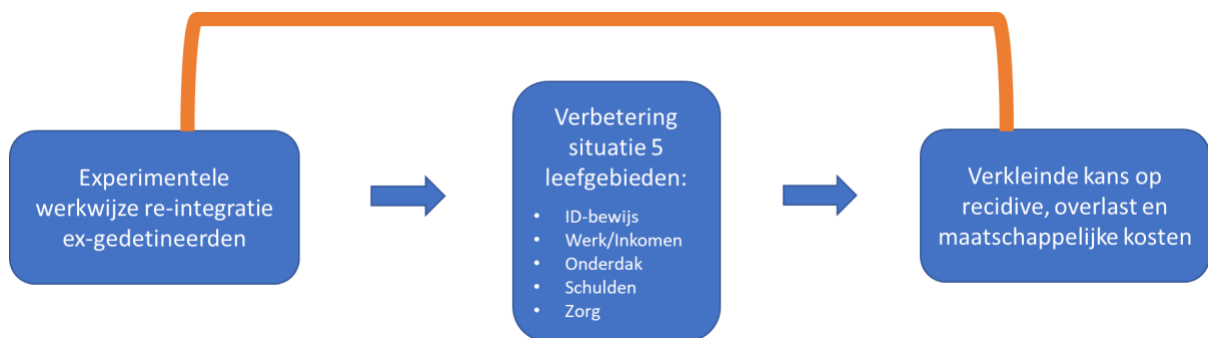 Experimentele
werkwijze re-integratie
ex-gedetineerden
Verbetering
situatie 5
leefgebieden:
• ID-bewijs
• Werk/Inkomen
• Onderdak
• Schulden
• Zorg
Verkleinde kans op
recidive, overlast en
maatschappelijke kosten